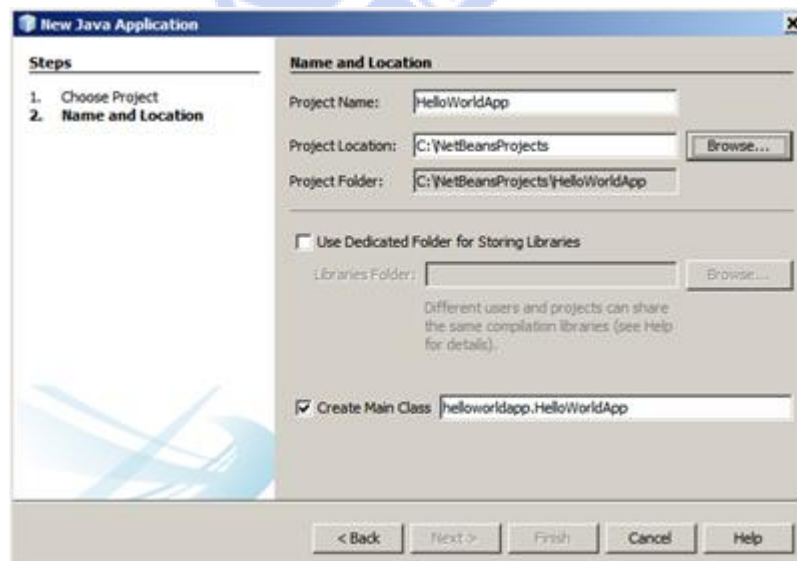 New Java Application
Steps
1. Choose Project
2. Name and Location
Name and Location
Project Name: HelloWorldApp
Project Location: C:\NetBeansProjects Browse...
Project Folder: C:\NetBeansProjects\HelloWorldApp
Use Dedicated Folder for Storing Libraries
Libraries Folder: Browse...
Different users and projects can share
the same compilation libraries (see Help
for details).
Create Main Class helloworldapp.HelloWorldApp
< Back Next > Finish Cancel Help